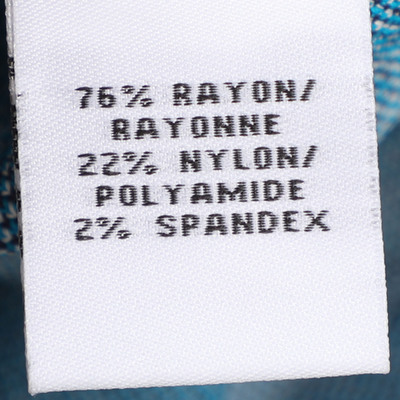 76% RAYON/
RAYONNE
22% NYLON/
POLYAMIDE
2% SPANDEX